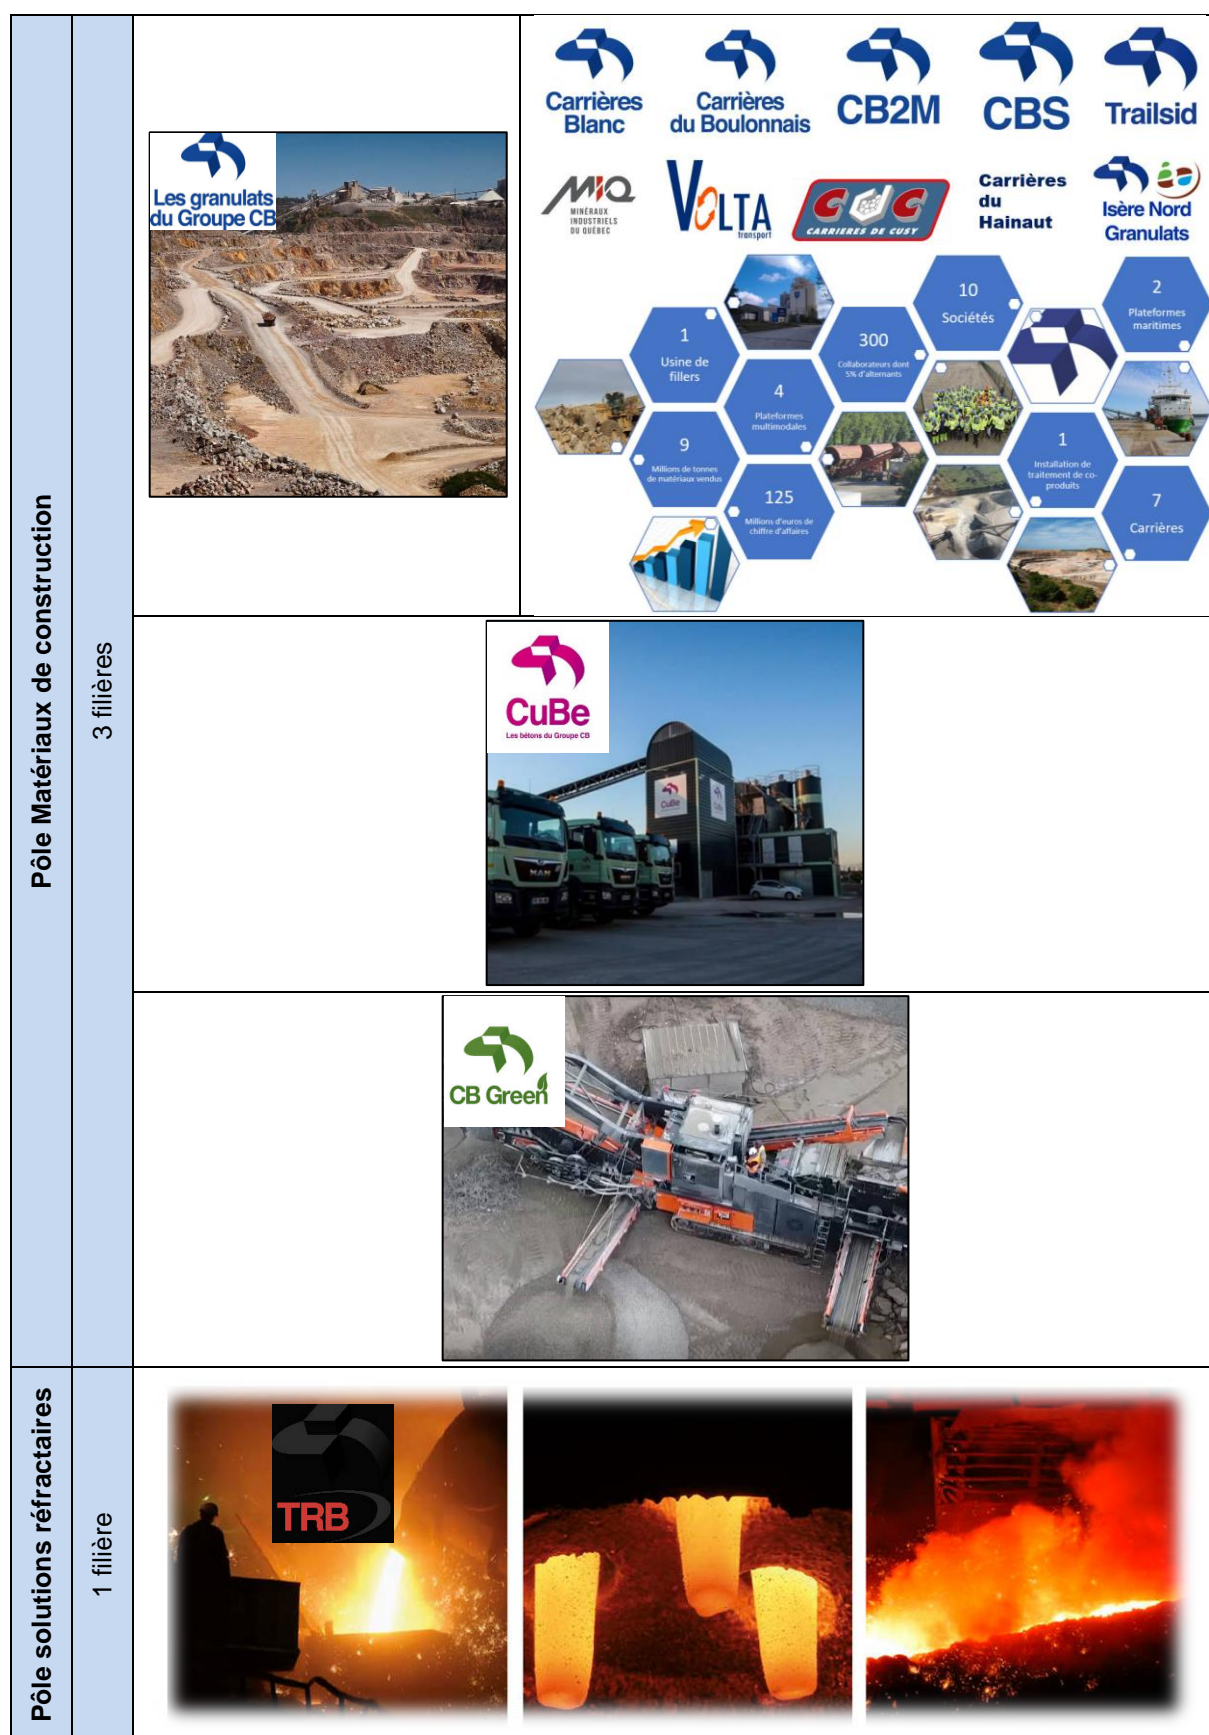 Pôle Matériaux de construction
3 filières
Les granulats
du Groupe CB
Carrières
Blanc
Carrières
du Boulonnais
CB2M
CBS
Trailsid
MIQ
MINÉRAUX
INDUSTRIELS
DU QUÉBEC
VOLTA
transport
cdc
CARRIERES DE CUSY
Carrières
du
Hainaut
Isère Nord
Granulats
1
Usine de
fillers
4
Plateformes
multimodales
9
Millions de tonnes
de matériaux vendus
125
Millions d'euros de
chiffre d'affaires
300
Collaborateurs dont
5% d'alternants
10
Sociétés
2
Plateformes
maritimes
1
Installation de
traitement de co-
produits
7
Carrières
CuBe
Les bétons du Groupe CB
CuBe
CuBe
MAN
CB Green
Pôle solutions réfractaires
1 filière
TRB